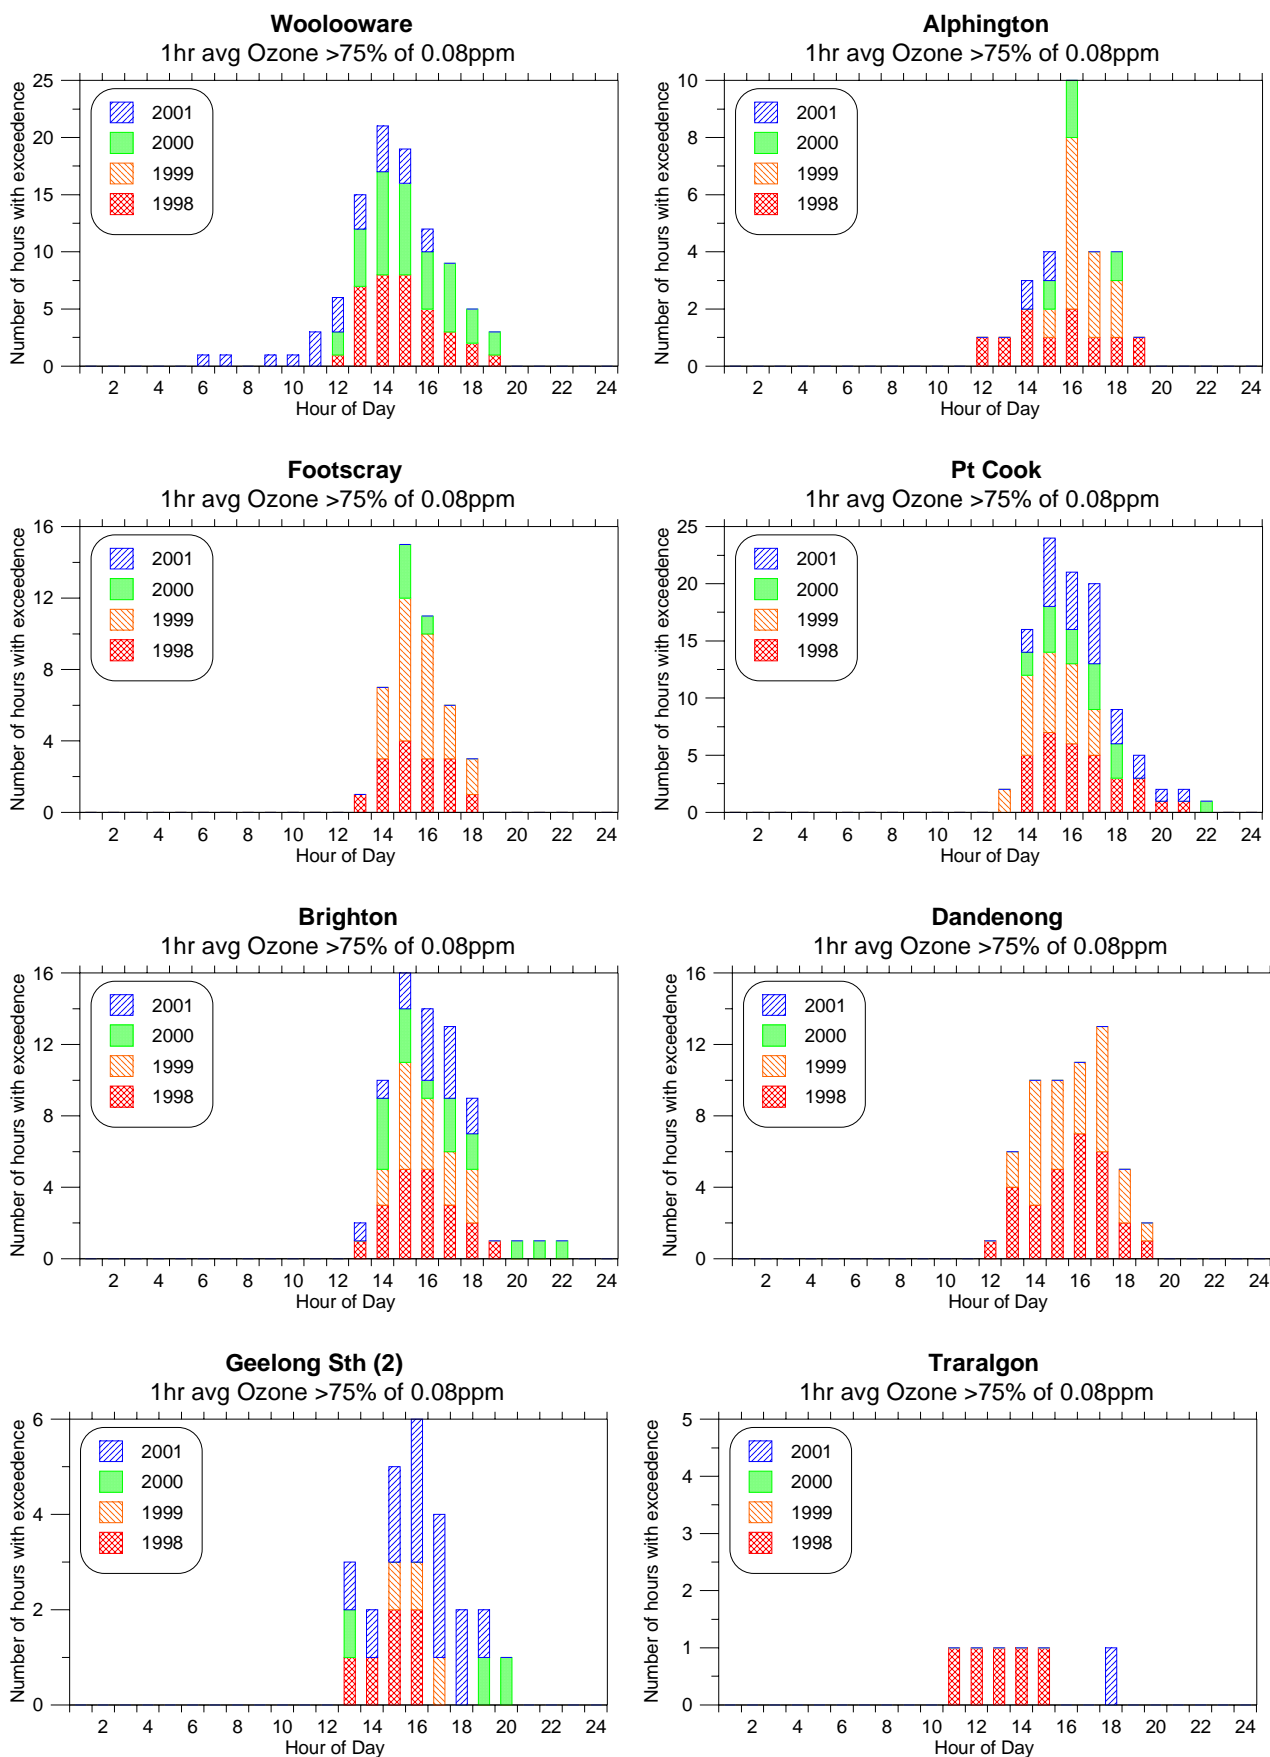 Woolooware
1hr avg Ozone >75% of 0.08ppm
Number of hours with exceedence
25
20
15
10
5
0
2001
2000
1999
1998
2 4 6 8 10 12 14 16 18 20 22 24
Hour of Day
Alphington
1hr avg Ozone >75% of 0.08ppm
Number of hours with exceedence
10
8
6
4
2
0
2001
2000
1999
1998
2 4 6 8 10 12 14 16 18 20 22 24
Hour of Day
Footscray
1hr avg Ozone >75% of 0.08ppm
Number of hours with exceedence
16
12
8
4
0
2001
2000
1999
1998
2 4 6 8 10 12 14 16 18 20 22 24
Hour of Day
Pt Cook
1hr avg Ozone >75% of 0.08ppm
Number of hours with exceedence
25
20
15
10
5
0
2001
2000
1999
1998
2 4 6 8 10 12 14 16 18 20 22 24
Hour of Day
Brighton
1hr avg Ozone >75% of 0.08ppm
Number of hours with exceedence
16
12
8
4
0
2001
2000
1999
1998
2 4 6 8 10 12 14 16 18 20 22 24
Hour of Day
Dandenong
1hr avg Ozone >75% of 0.08ppm
Number of hours with exceedence
16
12
8
4
0
2001
2000
1999
1998
2 4 6 8 10 12 14 16 18 20 22 24
Hour of Day
Geelong Sth (2)
1hr avg Ozone >75% of 0.08ppm
Number of hours with exceedence
6
4
2
0
2001
2000
1999
1998
2 4 6 8 10 12 14 16 18 20 22 24
Hour of Day
Traralgon
1hr avg Ozone >75% of 0.08ppm
Number of hours with exceedence
5
4
3
2
1
0
2001
2000
1999
1998
2 4 6 8 10 12 14 16 18 20 22 24
Hour of Day